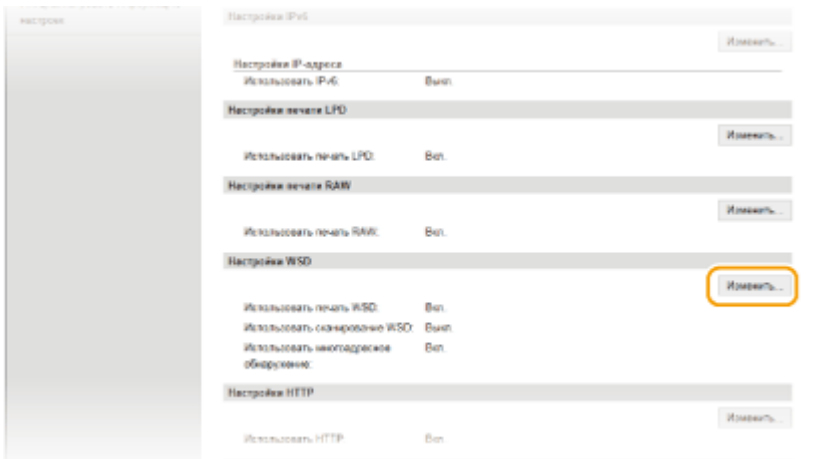 настроек
Настройки IPv6
Изменить...
Настройки IP-адреса
Использовать IPv6: Выкл.
Настройки печати LPD
Изменить...
Использовать печать LPD: Вкл.
Настройки печати RAW
Изменить...
Использовать печать RAW: Вкл.
Настройки WSD
Изменить...
Использовать печать WSD: Вкл.
Использовать сканирование WSD: Выкл.
Использовать многоадресное Вкл.
обнаружение:
Настройки HTTP
Изменить...
Использовать HTTP: Вкл.